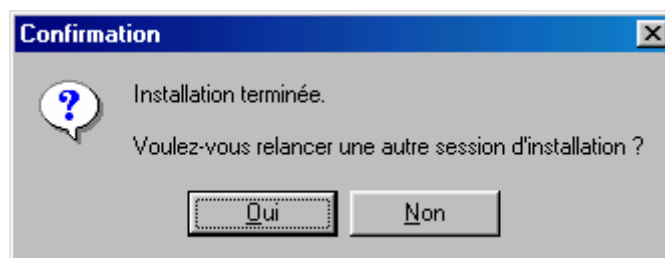 Confirmation
Installation terminée.
Voulez-vous relancer une autre session d'installation ?
Oui
Non